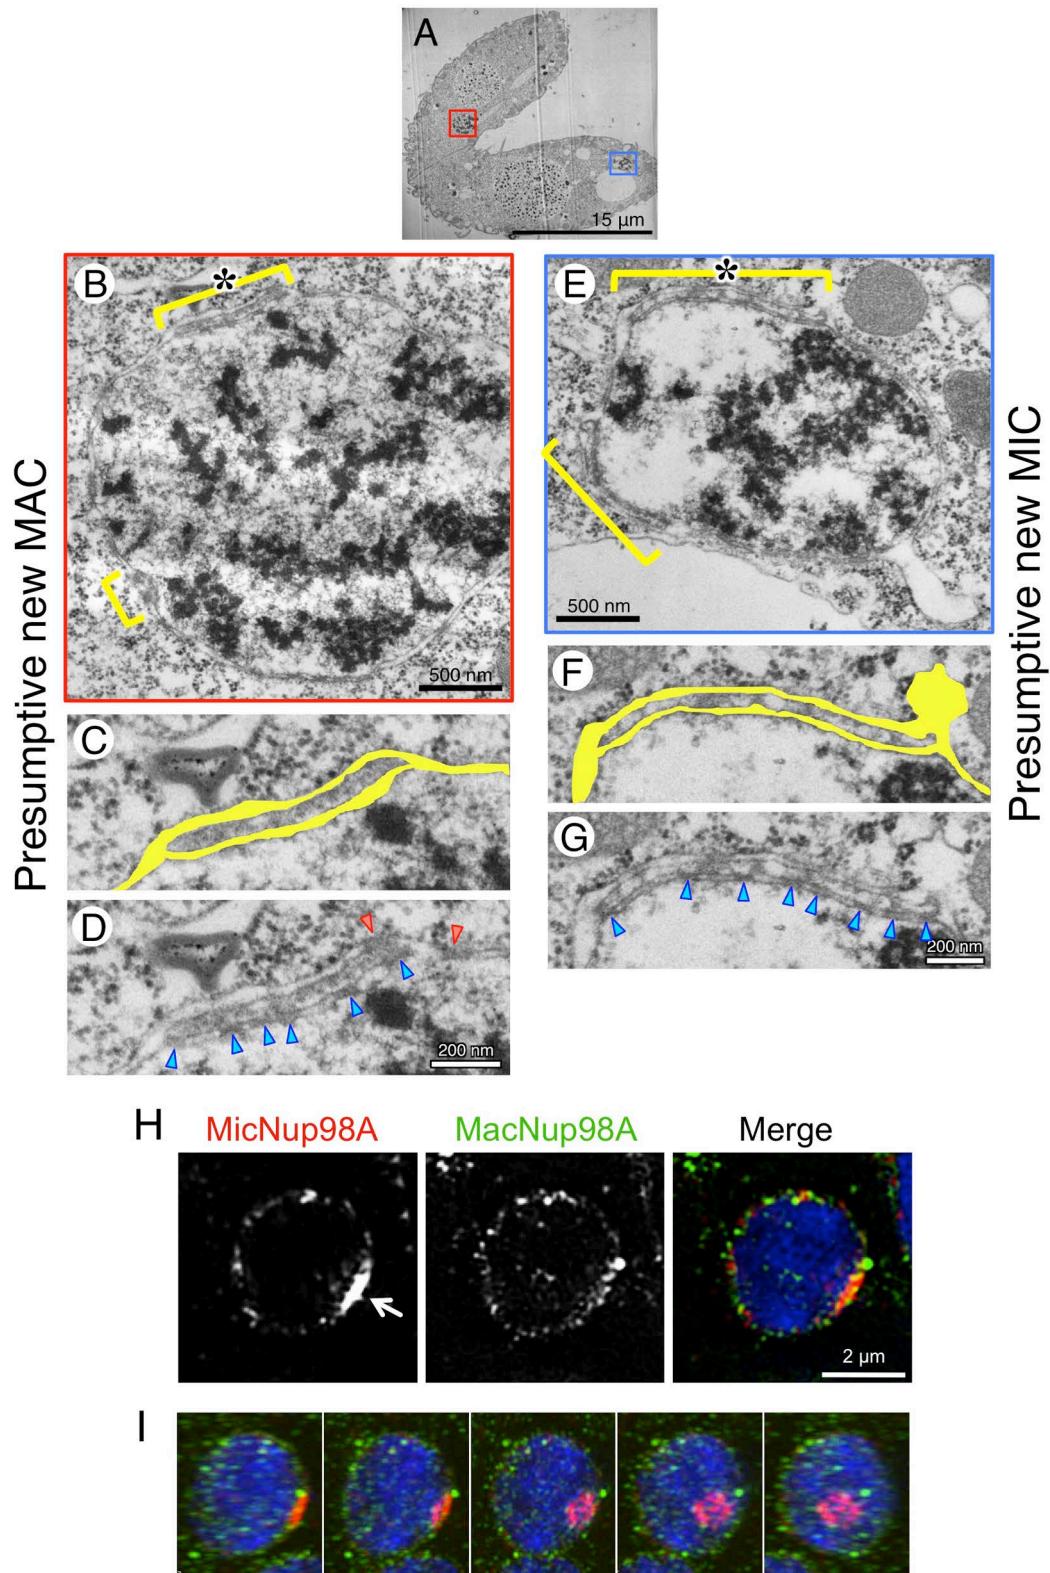 A
15 µm
B
*
500 nm
Presumptive new MAC
E
*
500 nm
Presumptive new MIC
C
F
D
200 nm
G
200 nm
H
MicNup98A
MacNup98A
Merge
2 µm
I